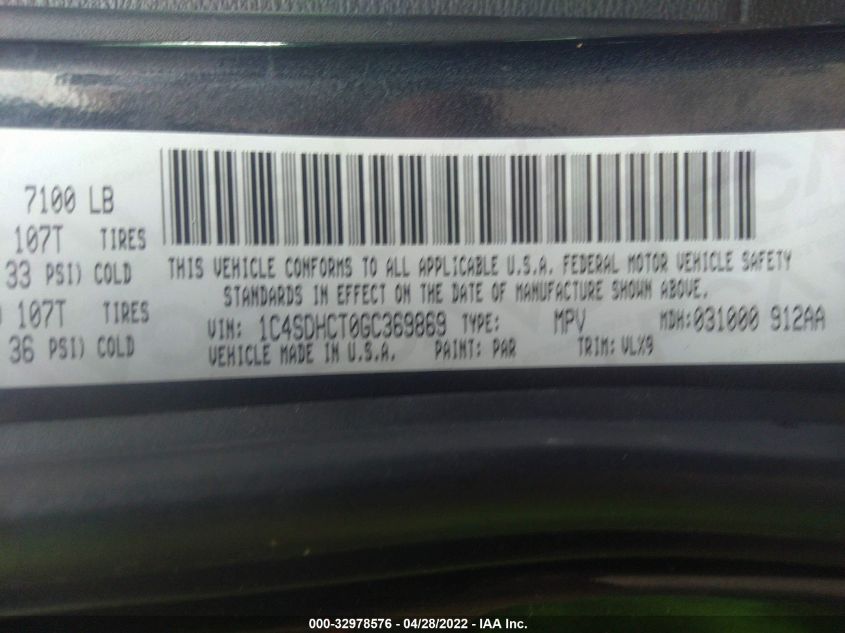 7100 LB
107T TIRES
33 PSI) COLD
107T TIRES
36 PSI) COLD
THIS VEHICLE CONFORMS TO ALL APPLICABLE U.S.A. FEDERAL MOTOR VEHICLE SAFETY
STANDARDS IN EFFECT ON THE DATE OF MANUFACTURE SHOWN ABOVE.
VIN: 1C4SDHCT0GC369869 TYPE: MPV MDH:031000 912AA
VEHICLE MADE IN U.S.A. PAINT: PAR TRIM: VLX9
000-32978576 - 04/28/2022 - IAA Inc.